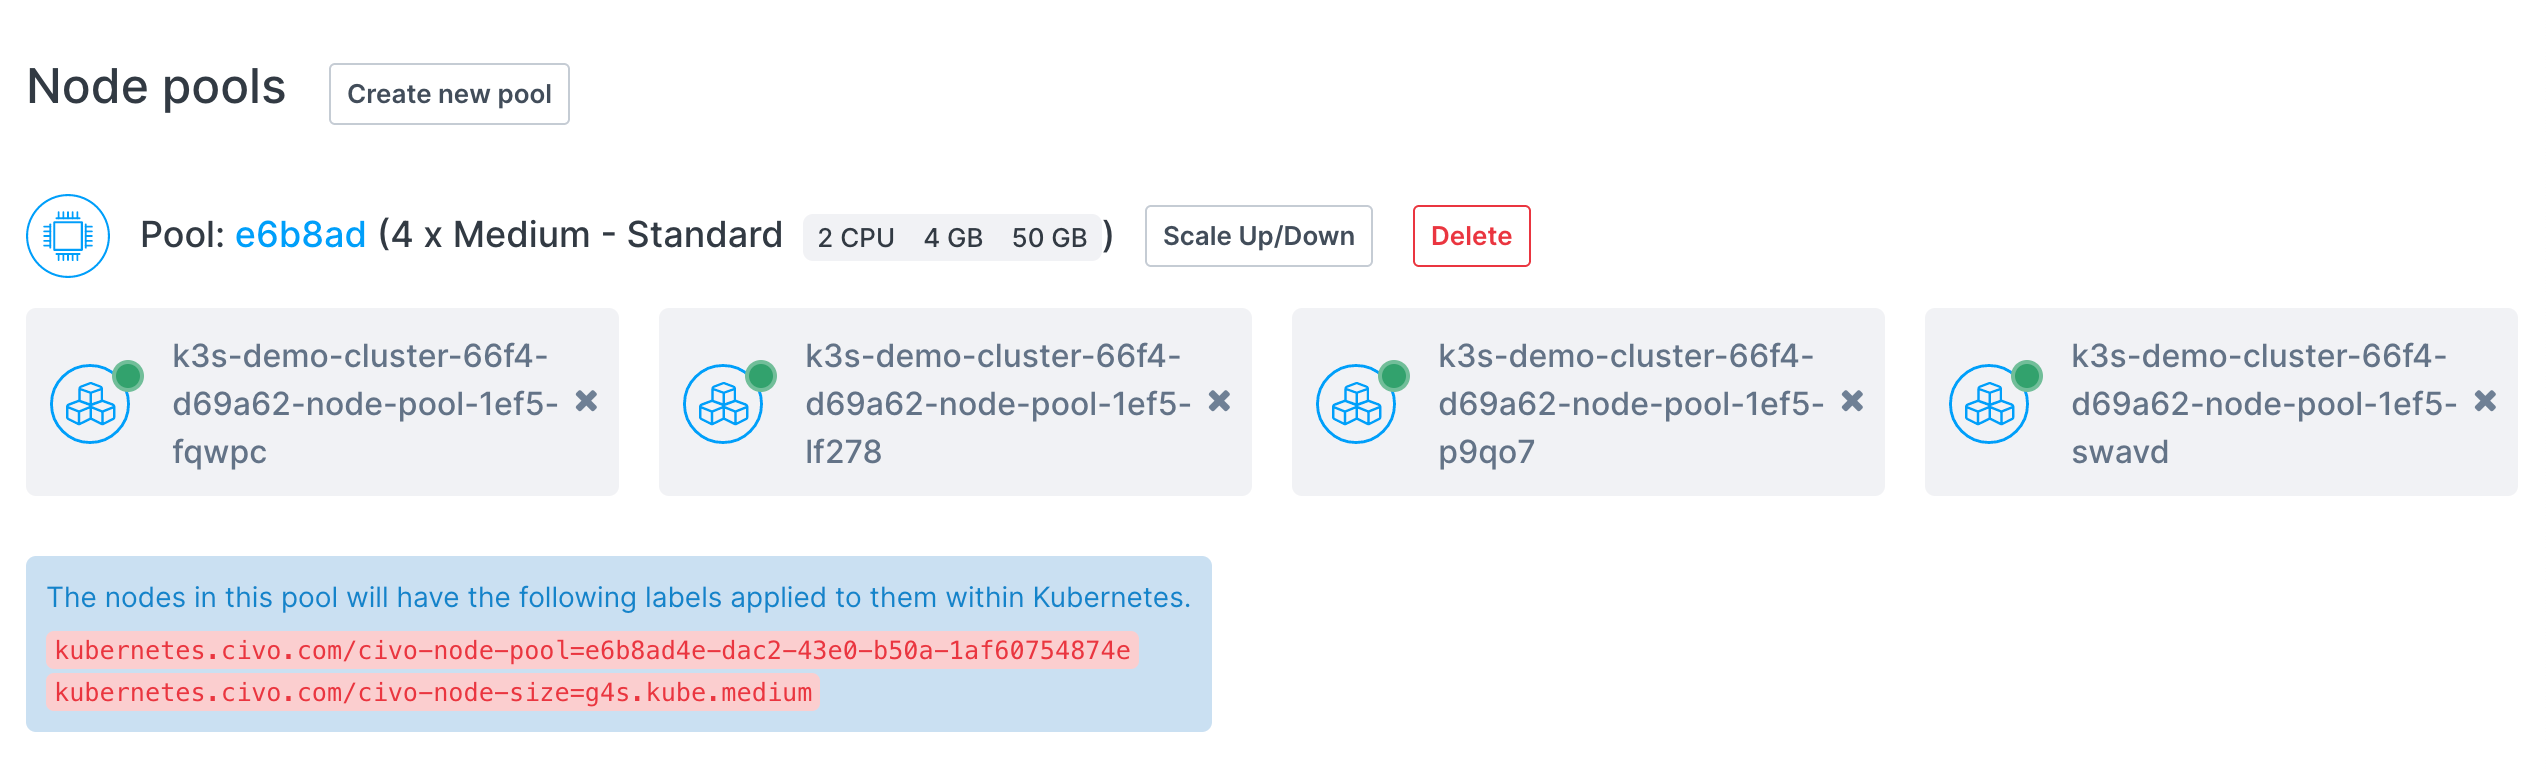 Node pools
Create new pool
Pool: e6b8ad (4 x Medium - Standard 2 CPU 4 GB 50 GB)
Scale Up/Down
Delete
k3s-demo-cluster-66f4-
d69a62-node-pool-1ef5-
fqwpc
k3s-demo-cluster-66f4-
d69a62-node-pool-1ef5-
lf278
k3s-demo-cluster-66f4-
d69a62-node-pool-1ef5-
p9qo7
k3s-demo-cluster-66f4-
d69a62-node-pool-1ef5-
swavd
The nodes in this pool will have the following labels applied to them within Kubernetes.
kubernetes.civo.com/civo-node-pool=e6b8ad4e-dac2-43e0-b50a-1af60754874e
kubernetes.civo.com/civo-node-size=g4s.kube.medium